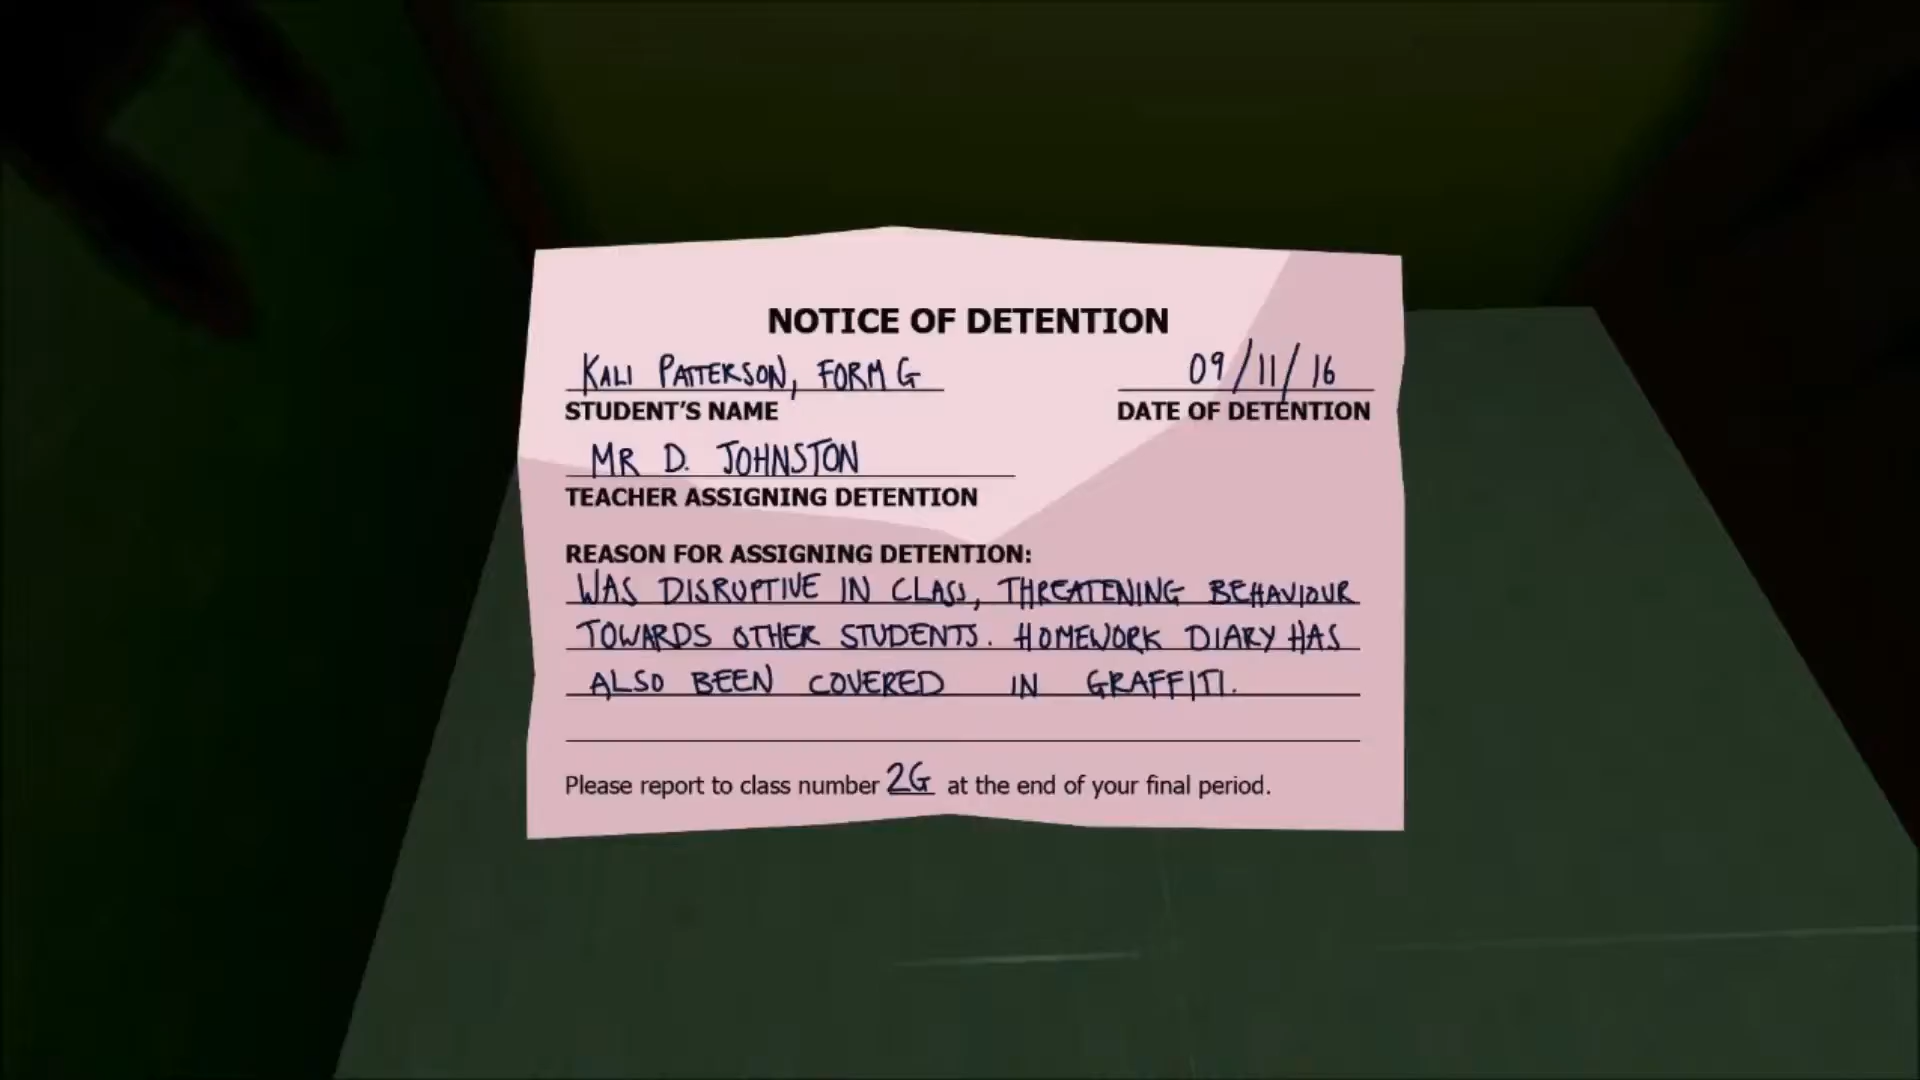 NOTICE OF DETENTION
KALI PATTERSON, FORM G
09/11/16
STUDENT'S NAME
DATE OF DETENTION
MR D. JOHNSTON
TEACHER ASSIGNING DETENTION
REASON FOR ASSIGNING DETENTION:
WAS DISRUPTIVE IN CLASS, THREATENING BEHAVIOUR
TOWARDS OTHER STUDENTS. HOMEWORK DIARY HAS
ALSO BEEN COVERED IN GRAFFITI.
Please report to class number 2G at the end of your final period.